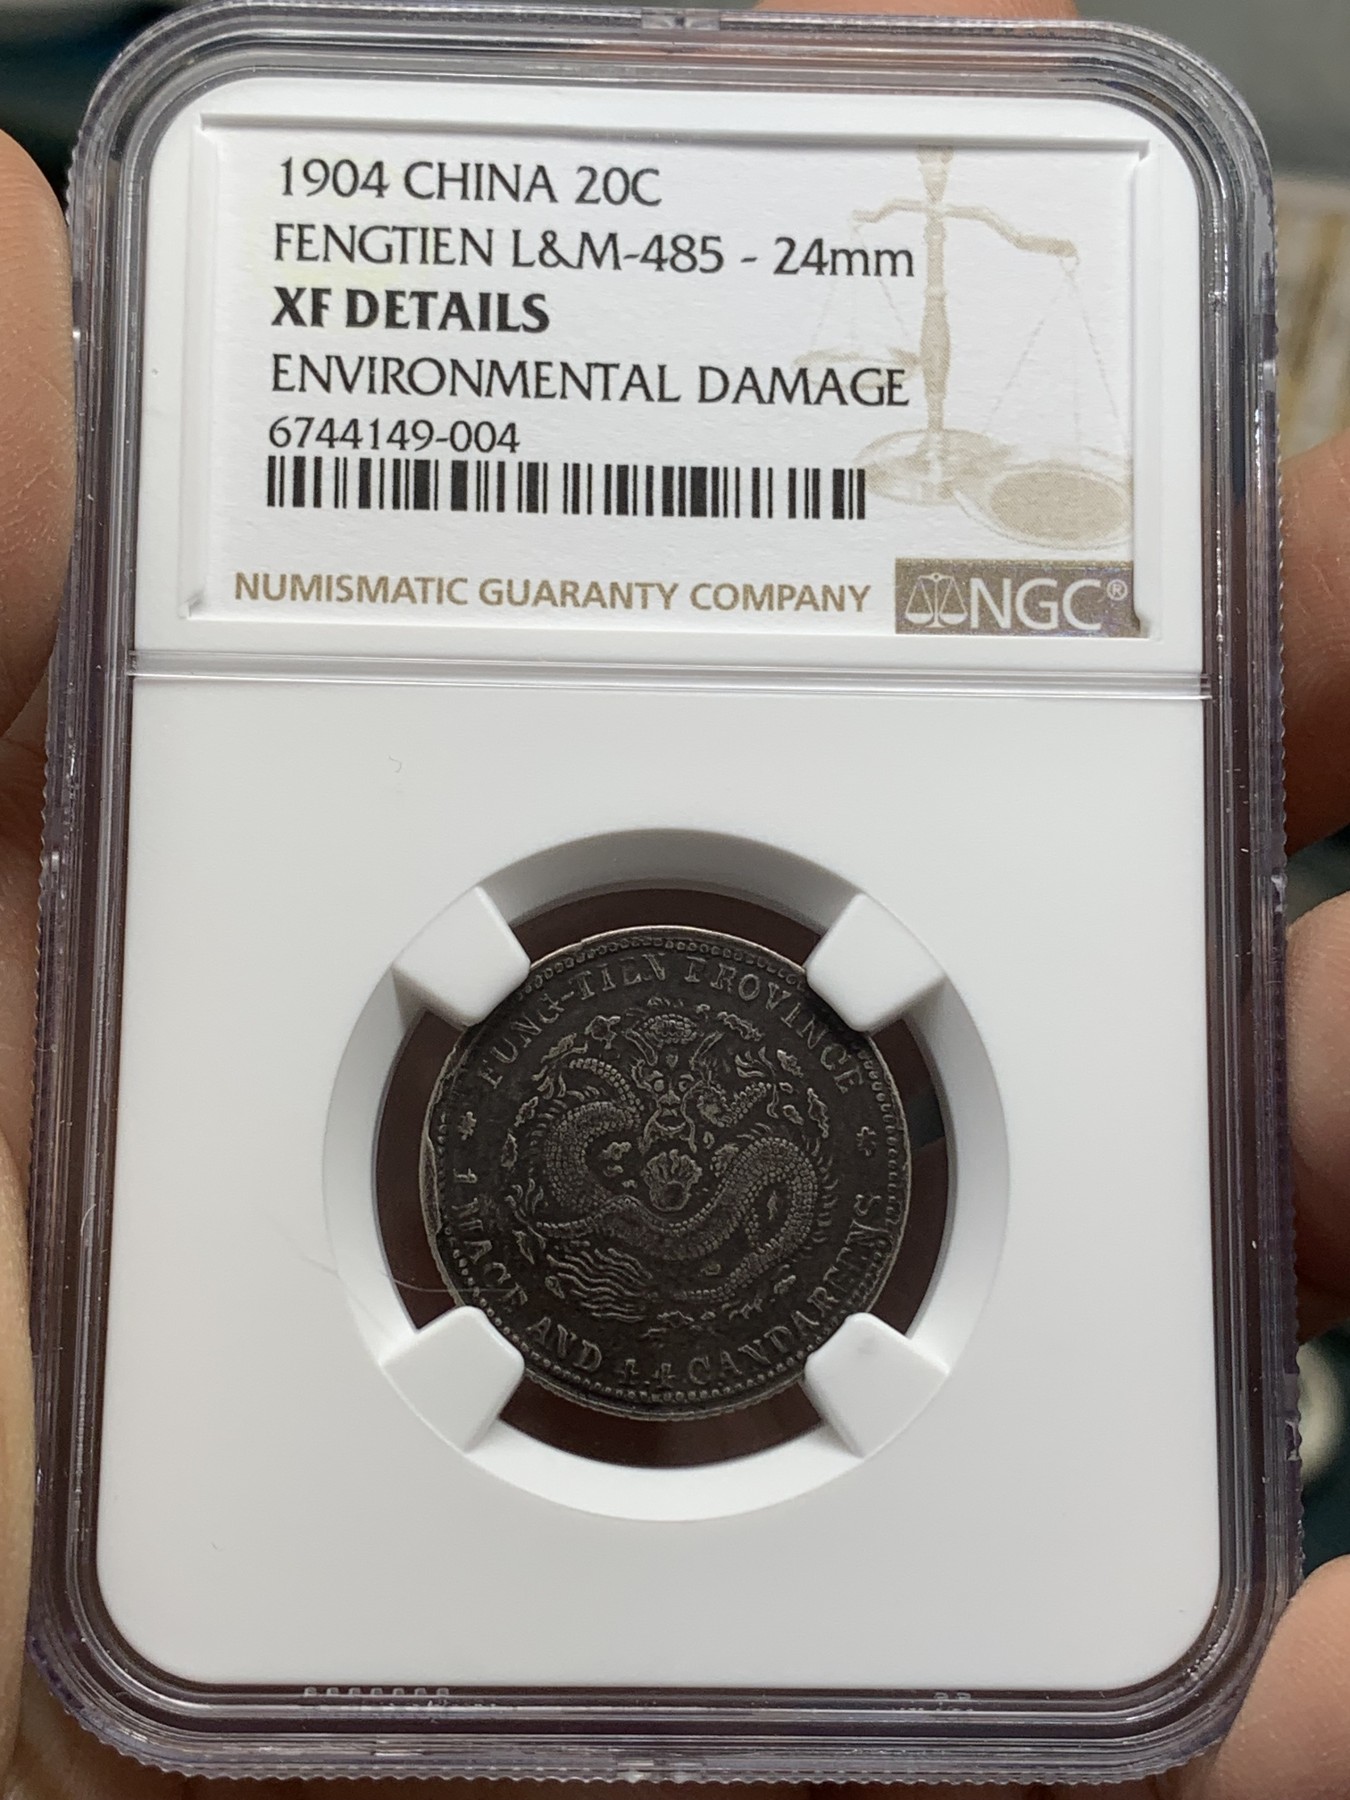 1904 CHINA 20C
FENGTIEN L&M-485 - 24mm
XF DETAILS
ENVIRONMENTAL DAMAGE
6744149-004
NUMISMATIC GUARANTY COMPANY
NGC®
FUNG-TIEN PROVINCE
1 MACE AND 4.4 CANDAREENS